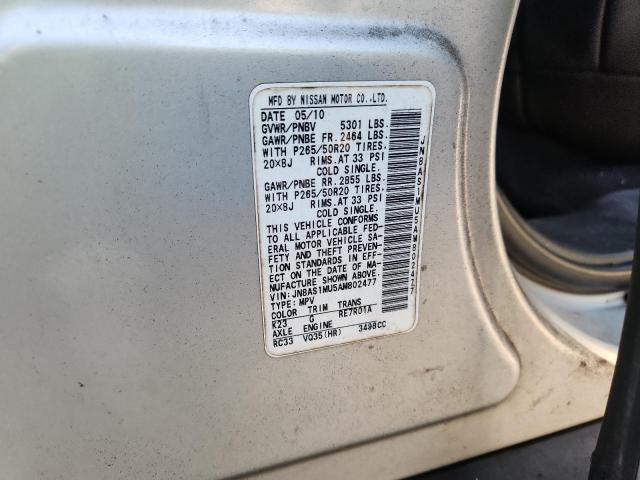 MFD BY NISSAN MOTOR CO.,LTD.
DATE 05/10
GVWR/PNBV 5301 LBS.
GAWR/PNBE FR. 2464 LBS.
WITH P265/50R20 TIRES.
20×8J RIMS.AT 33 PSI
COLD SINGLE.
GAWR/PNBE RR. 2855 LBS.
WITH P265/50R20 TIRES.
20×8J RIMS.AT 33 PSI
COLD SINGLE.
THIS VEHICLE CONFORMS
TO ALL APPLICABLE FED-
ERAL MOTOR VEHICLE SA-
FETY AND THEFT PREVEN-
TION STANDARDS IN EFF-
ECT ON THE DATE OF MA-
NUFACTURE SHOWN ABOVE.
VIN:JN8AS1MU5AM802477
TYPE:MPV
COLOR TRIM TRANS
K23 G RE7R01A
AXLE ENGINE
RC33 VQ35(HR) 3498CC
JN8AS1MU5AM802477